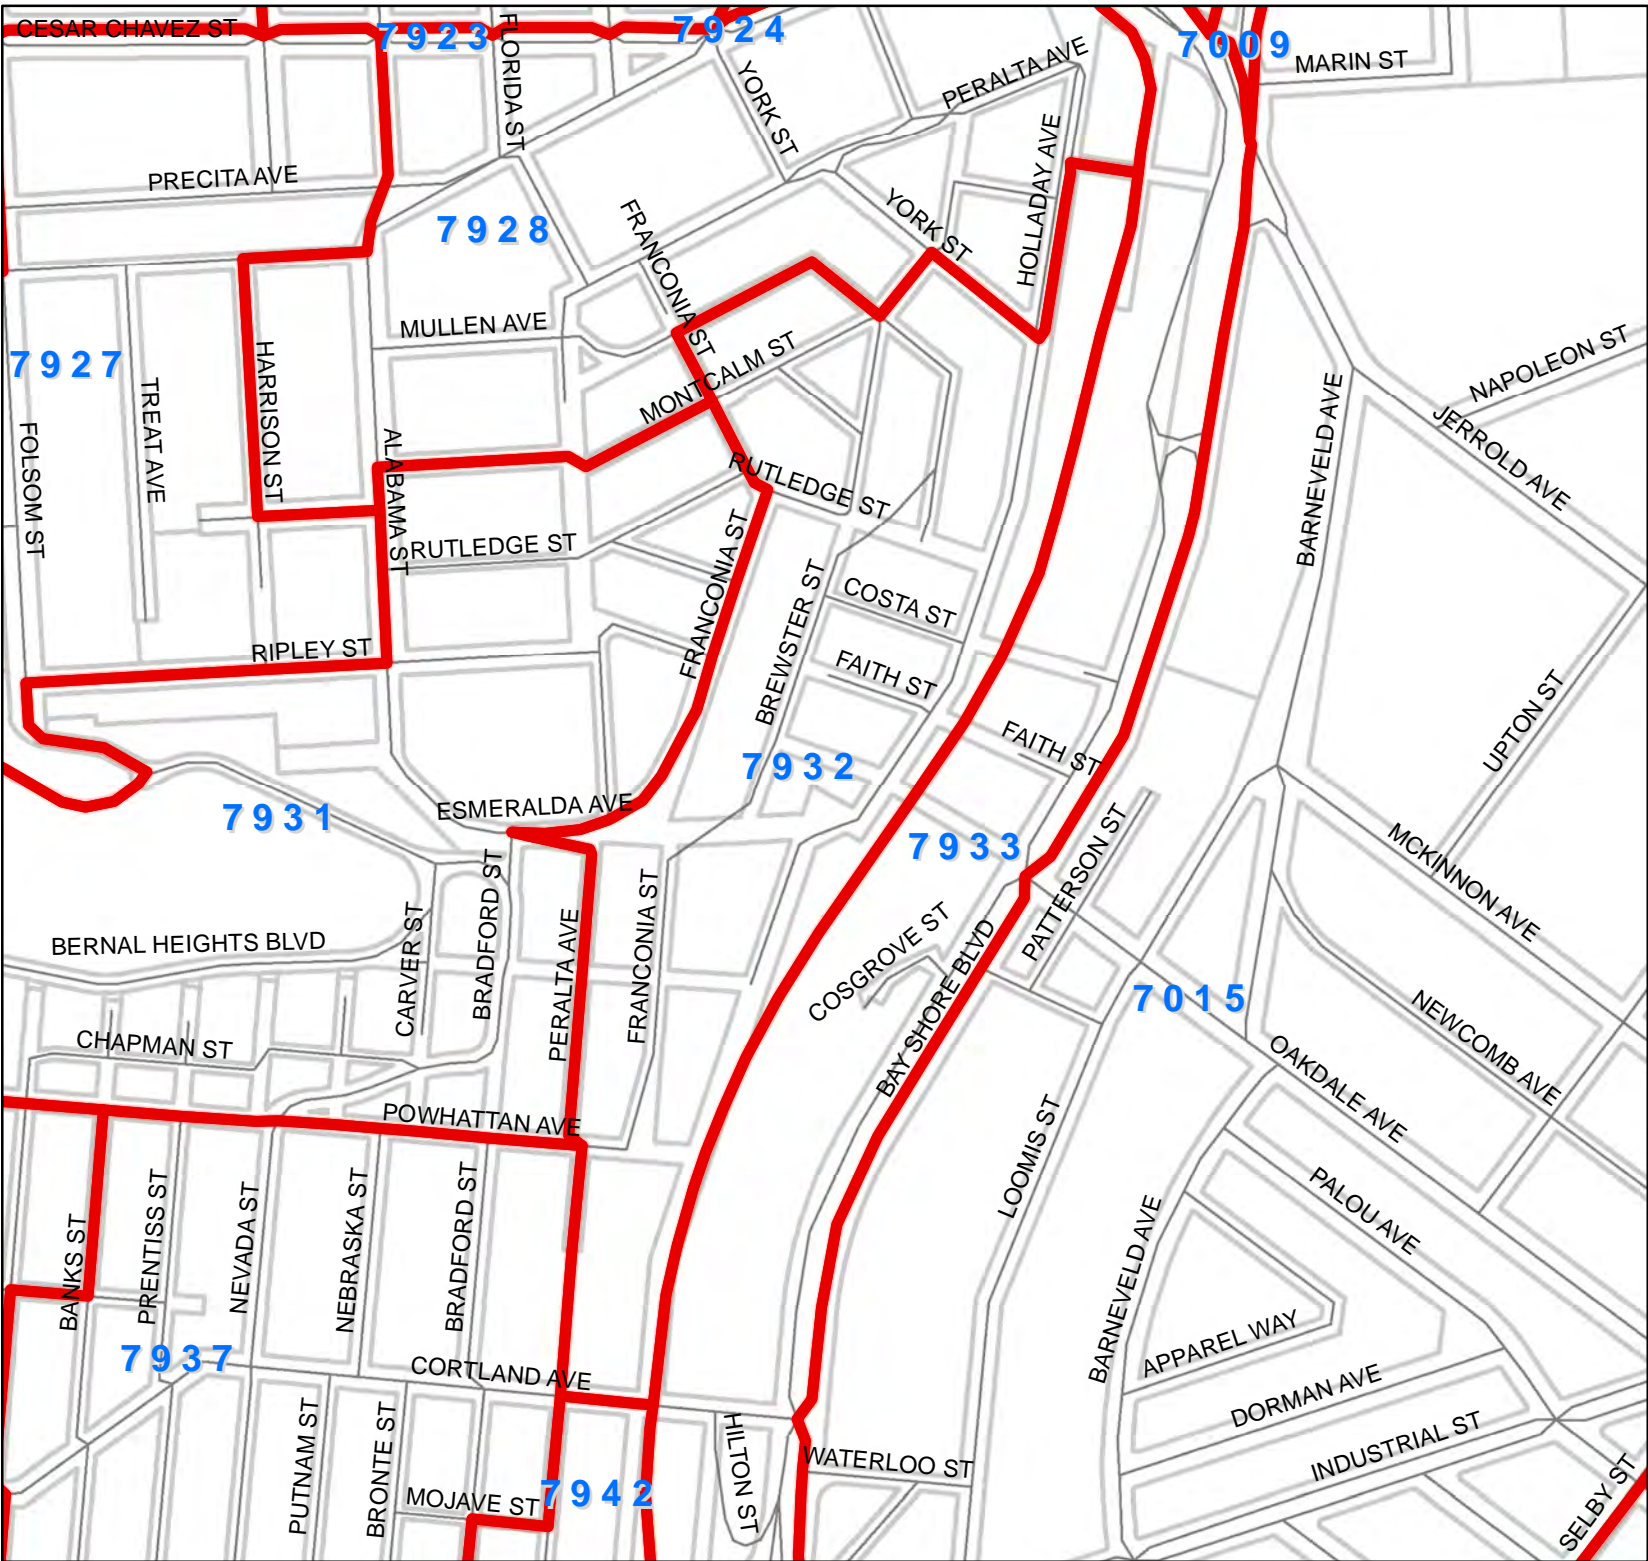 CESAR CHAVEZ ST
7923
FLORIDA ST
7924
7009
MARIN ST
PERALTA AVE
YORK ST
HOLLADAY AVE
PRECITA AVE
YORK ST
7928
FRANCONIA ST
MULLEN AVE
NAPOLEON ST
7927
HARRISON ST
TREAT AVE
MONTCALM ST
BARNEVELD AVE
JERROLD AVE
FOLSOM ST
ALABAMA ST
RUTLEDGE ST
RUTLEDGE ST
FRANCONIA ST
BREWSTER ST
COSTA ST
RIPLEY ST
FAITH ST
UPTON ST
FAITH ST
7932
ESMERALDA AVE
7931
7933
PATTERSON ST
MCKINNON AVE
BRADFORD ST
FRANCONIA ST
CARVER ST
PERALTA AVE
COSGROVE ST
BAY SHORE BLVD
BERNAL HEIGHTS BLVD
7015
NEWCOMB AVE
CHAPMAN ST
OAKDALE AVE
POWHATTAN AVE
LOOMIS ST
PALOU AVE
BANKS ST
PRENTISS ST
NEVADA ST
NEBRASKA ST
BRADFORD ST
BARNEVELD AVE
APPAREL WAY
7937
CORTLAND AVE
DORMAN AVE
PUTNAM ST
BRONTE ST
HILTON ST
WATERLOO ST
INDUSTRIAL ST
MOJAVE ST
7942
SELBY ST